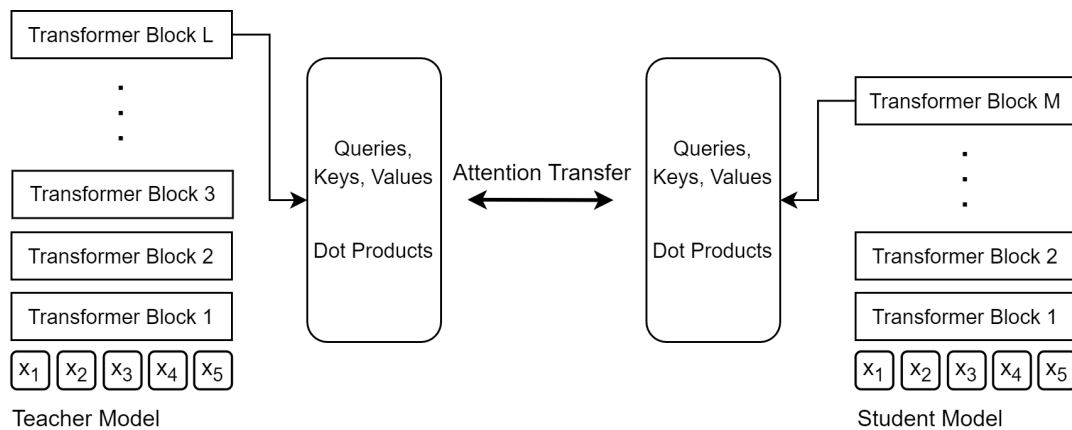 Transformer Block L
.
.
.
Transformer Block 3
Transformer Block 2
Transformer Block 1
x1 x2 x3 x4 x5
Teacher Model
Queries,
Keys, Values
Dot Products
Attention Transfer
Queries,
Keys, Values
Dot Products
Transformer Block M
.
.
.
Transformer Block 2
Transformer Block 1
x1 x2 x3 x4 x5
Student Model